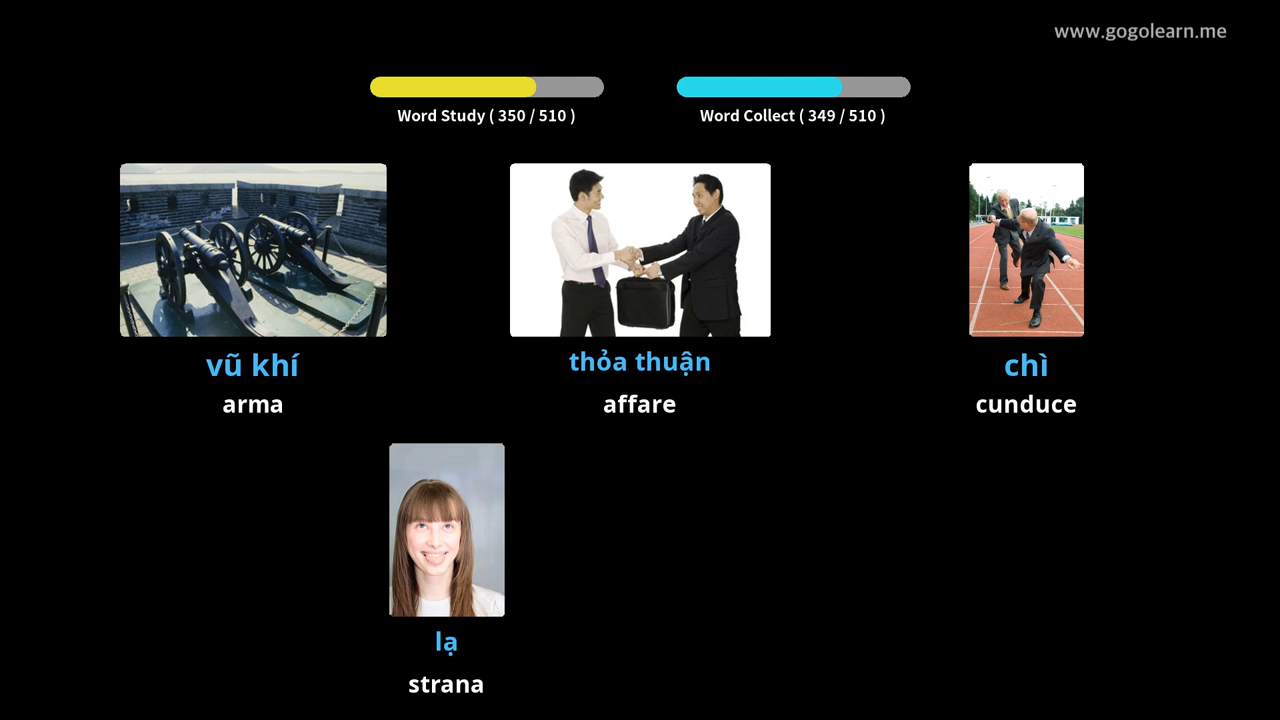 www.gogolearn.me
Word Study ( 350 / 510 )
Word Collect ( 349 / 510 )
vũ khí
arma
thỏa thuận
affare
chì
cunduce
lạ
strana